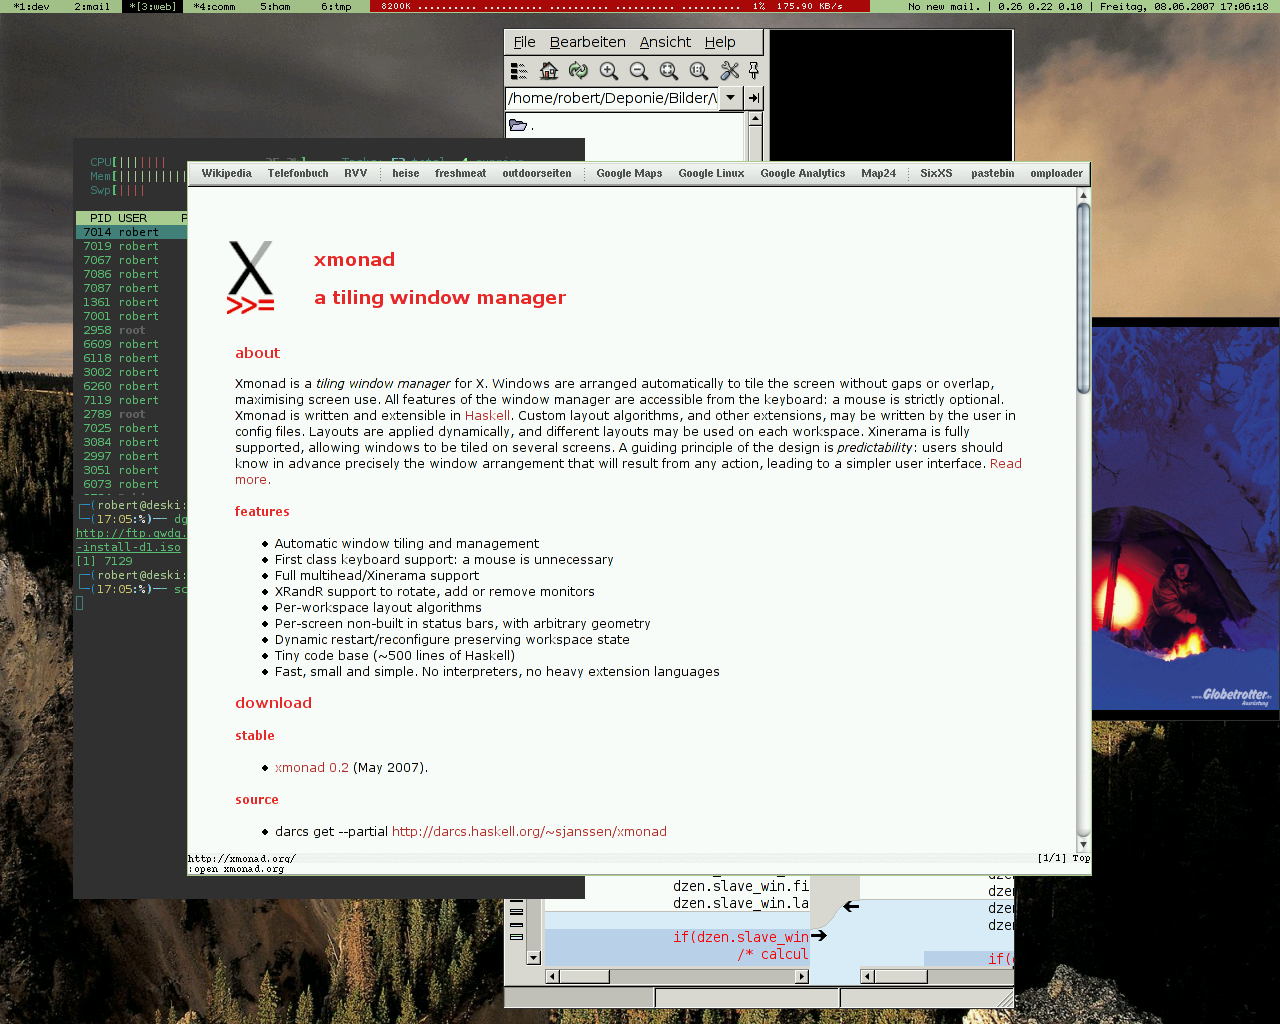 *1:dev 2:mail *[3:web] *4:comm 5:ham 6:tmp 8200K .......... .......... .......... .......... .......... 1% 175.90 KB/s No new mail. | 0.26 0.22 0.10 | Freitag, 08.06.2007 17:06:18
File Bearbeiten Ansicht Help
/home/robert/Deponie/Bilder/
.
CPU[|||||||
Mem[||||||||||
Swp[||||
Wikipedia Telefonbuch RVV heise freshmeat outdoorseiten Google Maps Google Linux Google Analytics Map24 SixXS pastebin omploader
PID USER P
7014 robert
7019 robert
7067 robert
7086 robert
7087 robert
1361 robert
7001 robert
2958 root
6609 robert
6118 robert
3002 robert
6260 robert
7119 robert
2789 root
7025 robert
3084 robert
2997 robert
3051 robert
6073 robert
(robert@deski:
(17:05:%)── dg
http://ftp.gwdg.
-install-d1.iso
[1] 7129
(robert@deski:
(17:05:%)── sc
xmonad
>>=
a tiling window manager
about
Xmonad is a tiling window manager for X. Windows are arranged automatically to tile the screen without gaps or overlap,
maximising screen use. All features of the window manager are accessible from the keyboard: a mouse is strictly optional.
Xmonad is written and extensible in Haskell. Custom layout algorithms, and other extensions, may be written by the user in
config files. Layouts are applied dynamically, and different layouts may be used on each workspace. Xinerama is fully
supported, allowing windows to be tiled on several screens. A guiding principle of the design is predictability: users should
know in advance precisely the window arrangement that will result from any action, leading to a simpler user interface. Read
more.
features
Automatic window tiling and management
First class keyboard support: a mouse is unnecessary
Full multihead/Xinerama support
XRandR support to rotate, add or remove monitors
Per-workspace layout algorithms
Per-screen non-built in status bars, with arbitrary geometry
Dynamic restart/reconfigure preserving workspace state
Tiny code base (~500 lines of Haskell)
Fast, small and simple. No interpreters, no heavy extension languages
download
stable
xmonad 0.2 (May 2007).
source
darcs get --partial http://darcs.haskell.org/~sjanssen/xmonad
http://xmonad.org/ [1/1] Top
:open xmonad.org
www.Globetrotter.de
Ausrüstung
dzen.slave_win.fi dzen
dzen.slave_win.la dzen
dzen
if(dzen.slave_win
/* calcul if(